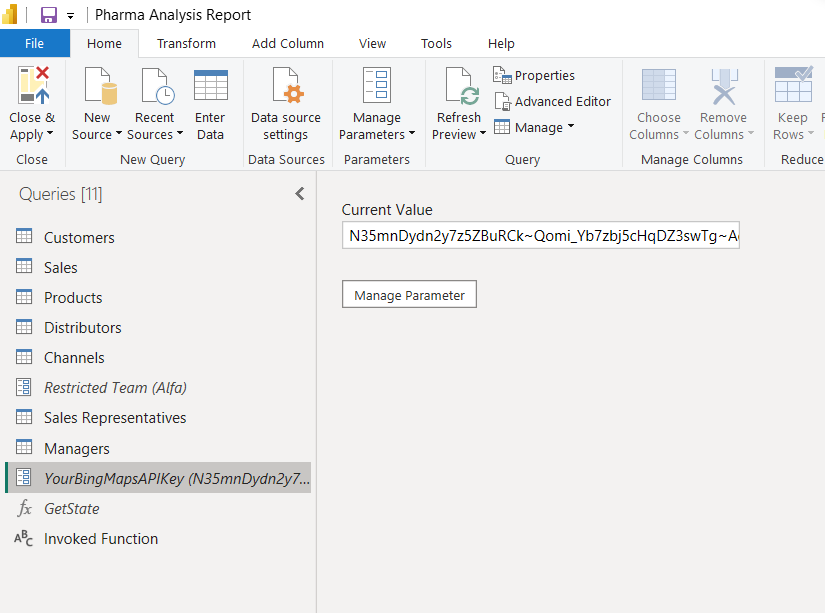 Pharma Analysis Report
File Home Transform Add Column View Tools Help
Close & Apply
New Source
Recent Sources
Enter Data
Data source settings
Manage Parameters
Refresh Preview
Properties
Advanced Editor
Manage
Choose Columns
Remove Columns
Keep Rows
Close New Query Data Sources Parameters Query Manage Columns Reduce
Queries [11]
Customers
Sales
Products
Distributors
Channels
Restricted Team (Alfa)
Sales Representatives
Managers
YourBingMapsAPIKey (N35mnDydn2y7...
fx GetState
ABC Invoked Function
Current Value
N35mnDydn2y7z5ZBuRCk~Qomi_Yb7zbj5cHqDZ3swTg~A
Manage Parameter